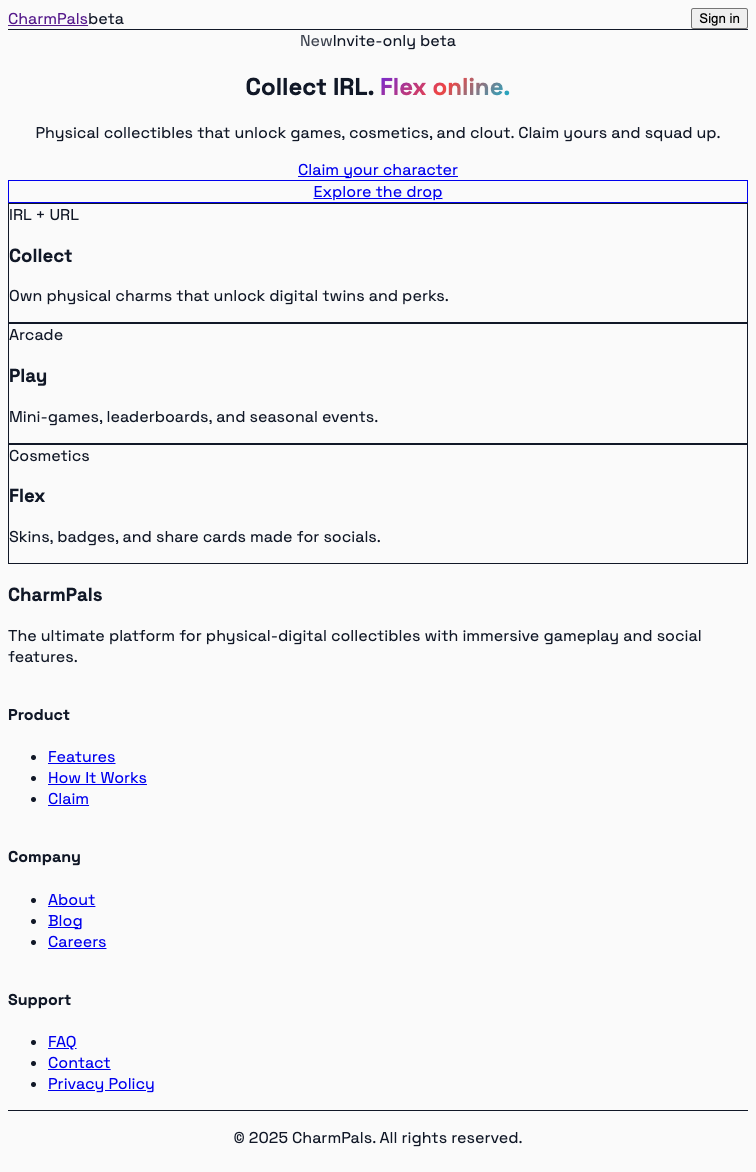 CharmPalsbeta
Sign in
NewInvite-only beta
Collect IRL. Flex online.
Physical collectibles that unlock games, cosmetics, and clout. Claim yours and squad up.
Claim your character
Explore the drop
IRL + URL
Collect
Own physical charms that unlock digital twins and perks.
Arcade
Play
Mini-games, leaderboards, and seasonal events.
Cosmetics
Flex
Skins, badges, and share cards made for socials.
CharmPals
The ultimate platform for physical-digital collectibles with immersive gameplay and social
features.
Product
Features
How It Works
Claim
Company
About
Blog
Careers
Support
FAQ
Contact
Privacy Policy
© 2025 CharmPals. All rights reserved.